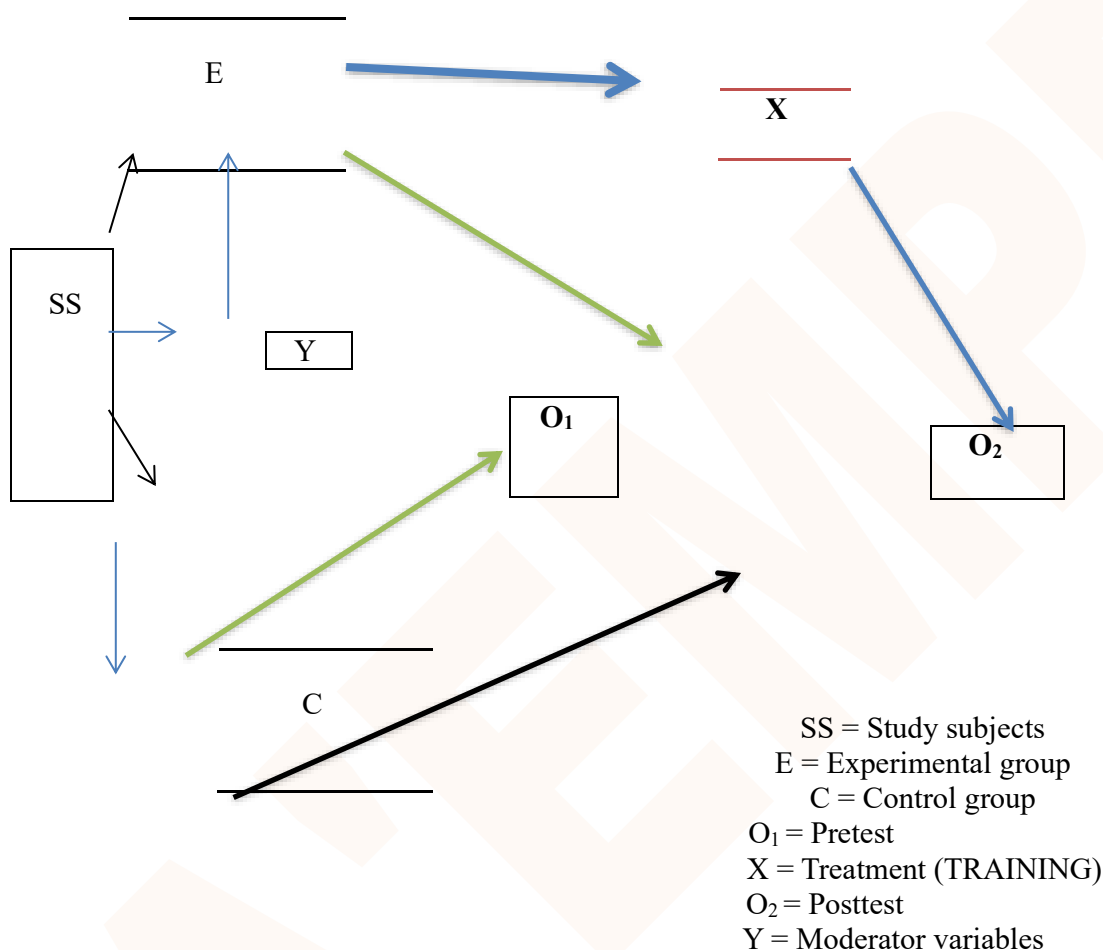 E
X
SS
Y
O₁
O₂
C
SS = Study subjects
E = Experimental group
C = Control group
O₁ = Pretest
X = Treatment (TRAINING)
O₂ = Posttest
Y = Moderator variables